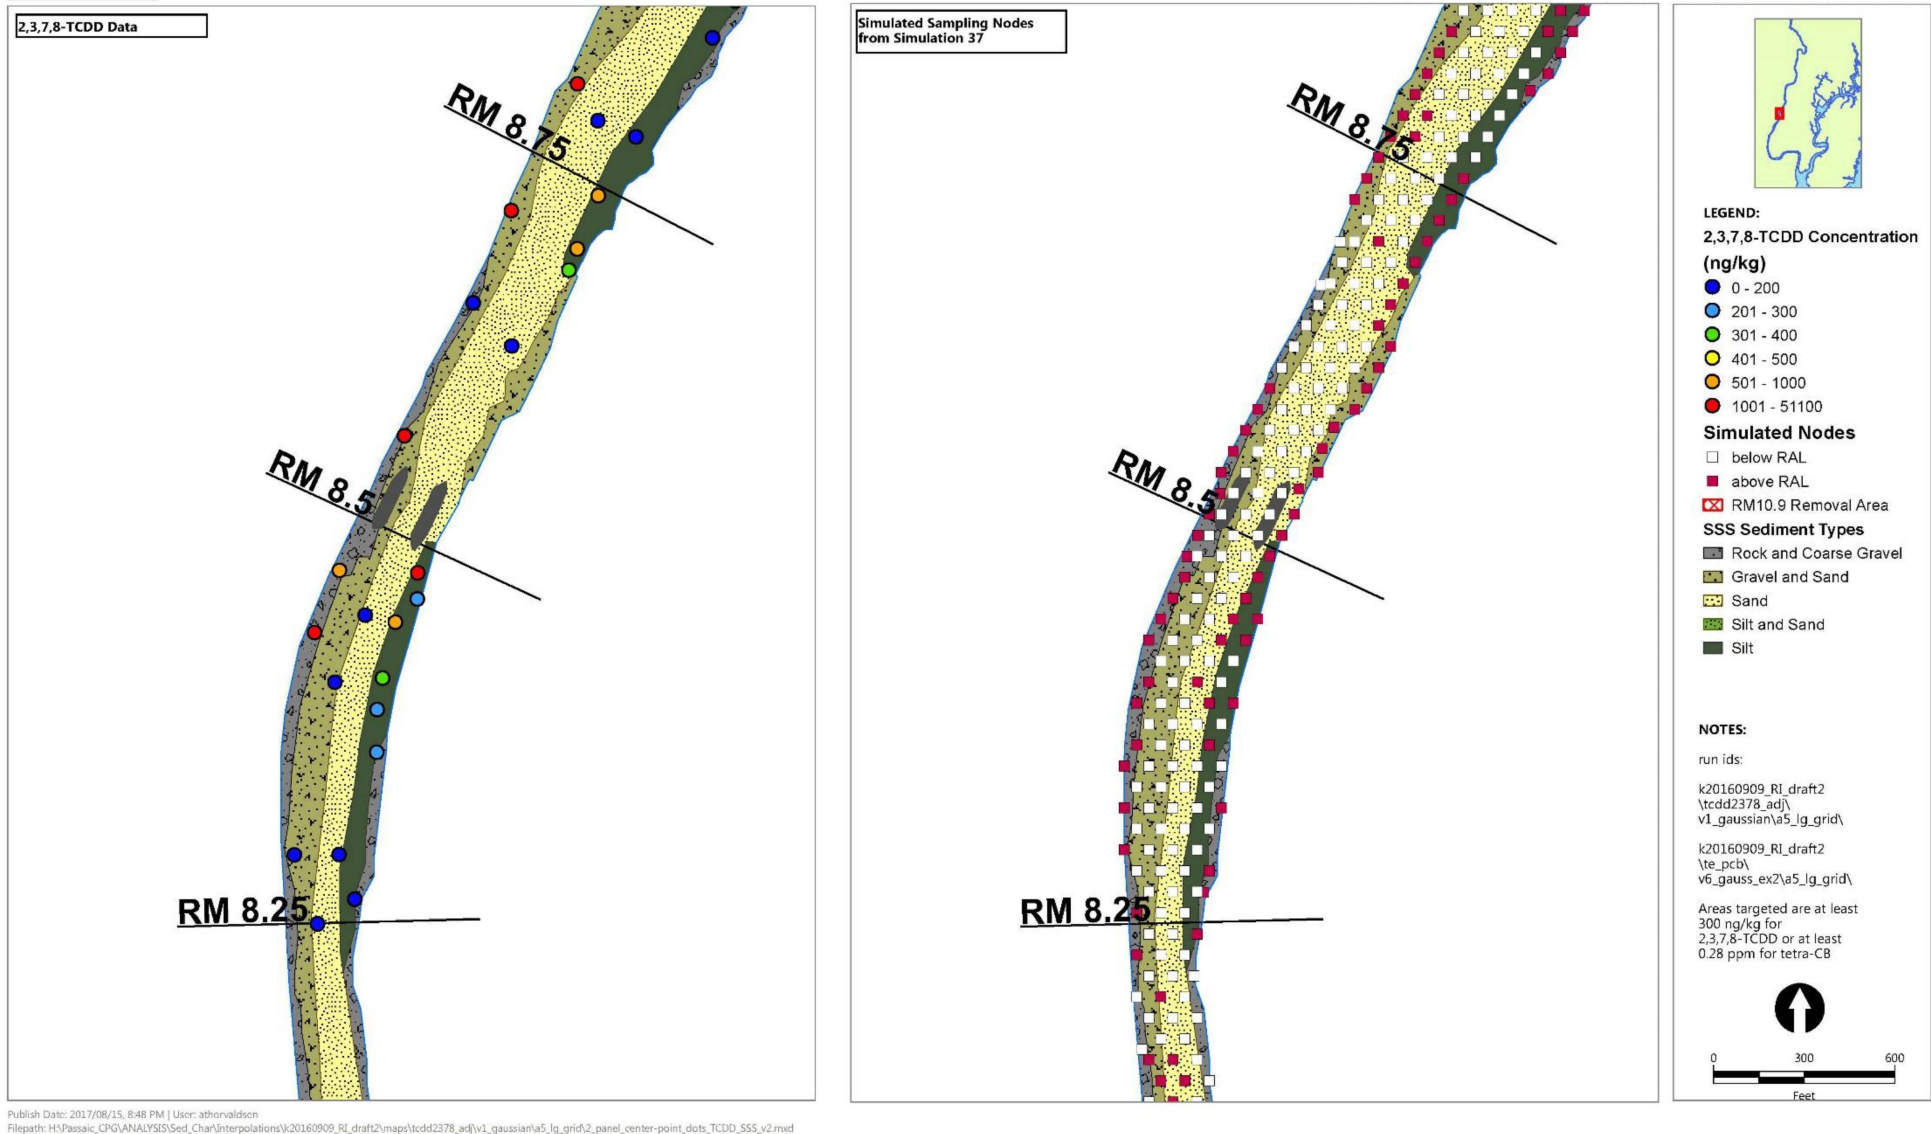 2,3,7,8-TCDD Data
RM 8.75
RM 8.5
RM 8.25
Simulated Sampling Nodes
from Simulation 37
RM 8.75
RM 8.5
RM 8.25
LEGEND:
2,3,7,8-TCDD Concentration
(ng/kg)
0 - 200
201 - 300
301 - 400
401 - 500
501 - 1000
1001 - 51100
Simulated Nodes
below RAL
above RAL
RM10.9 Removal Area
SSS Sediment Types
Rock and Coarse Gravel
Gravel and Sand
Sand
Silt and Sand
Silt
NOTES:
run ids:
k20160909_RI_draft2
\tcdd2378_adj\
v1_gaussian\a5_lg_grid\
k20160909_RI_draft2
\te_pcb\
v6_gauss_ex2\a5_lg_grid\
Areas targeted are at least
300 ng/kg for
2,3,7,8-TCDD or at least
0.28 ppm for tetra-CB
0 300 600
Feet
Publish Date: 2017/08/15, 8:48 PM | User: athorvaldsen
Filepath: H:\Passaic_CPG\ANALYSIS\Sed_Char\Interpolations\k20160909_RI_draft2\maps\tcdd2378_adj\v1_gaussian\a5_lg_grid\2_panel_center-point_dots_TCDD_SSS_v2.mxd